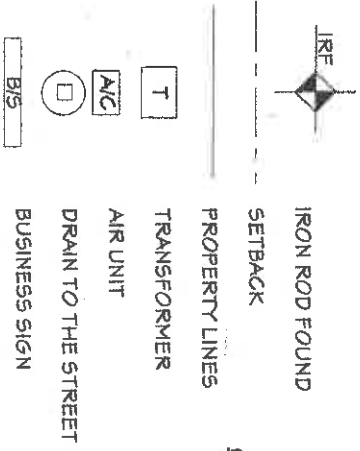 IRF IRON ROD FOUND
SETBACK
PROPERTY LINES
T TRANSFORMER
A/C AIR UNIT
DRAIN TO THE STREET
B/S BUSINESS SIGN